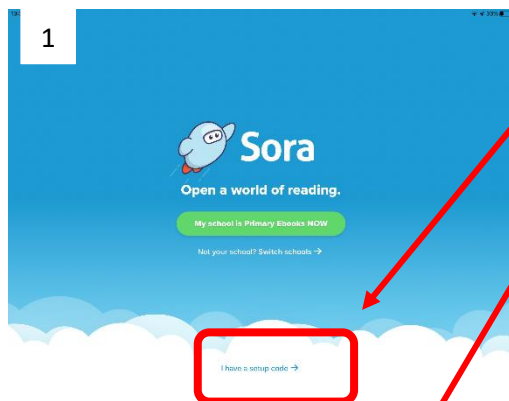 1
Sora
Open a world of reading.
My school is Primary Ebooks NOW
Not your school? Switch schools →
I have a setup code →